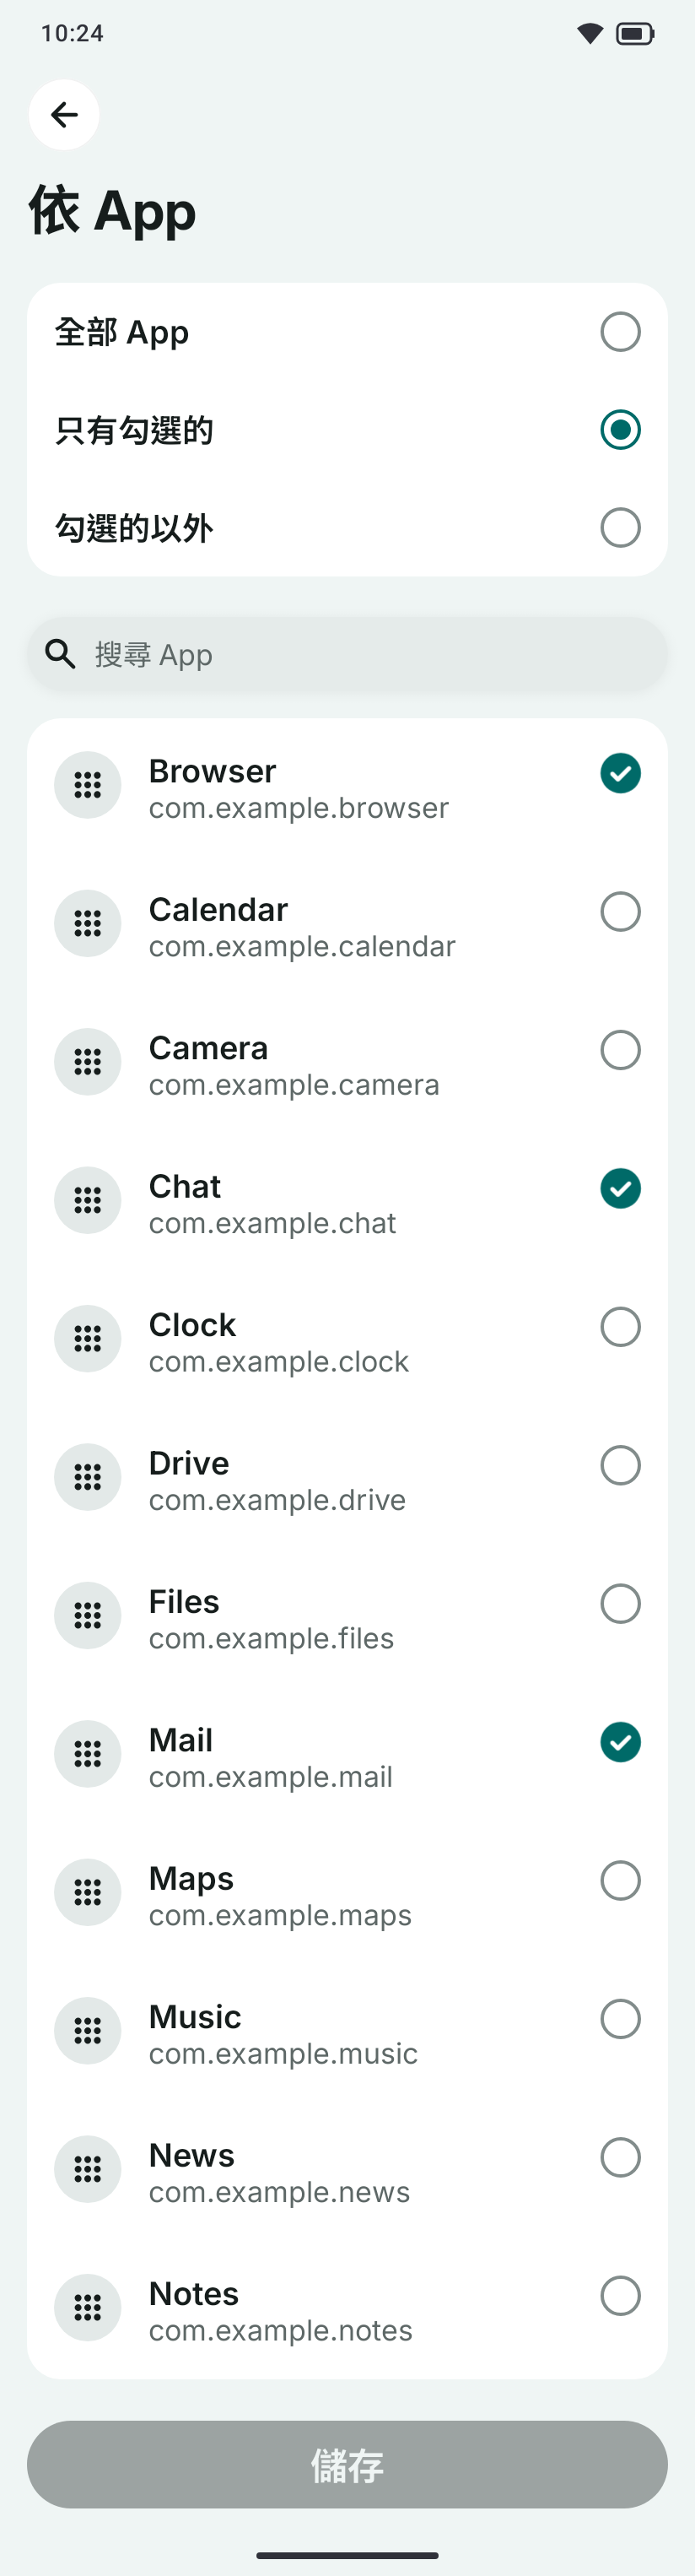 10:24
依 App
全部 App
只有勾選的
勾選的以外
搜尋 App
Browser
com.example.browser
Calendar
com.example.calendar
Camera
com.example.camera
Chat
com.example.chat
Clock
com.example.clock
Drive
com.example.drive
Files
com.example.files
Mail
com.example.mail
Maps
com.example.maps
Music
com.example.music
News
com.example.news
Notes
com.example.notes
儲存